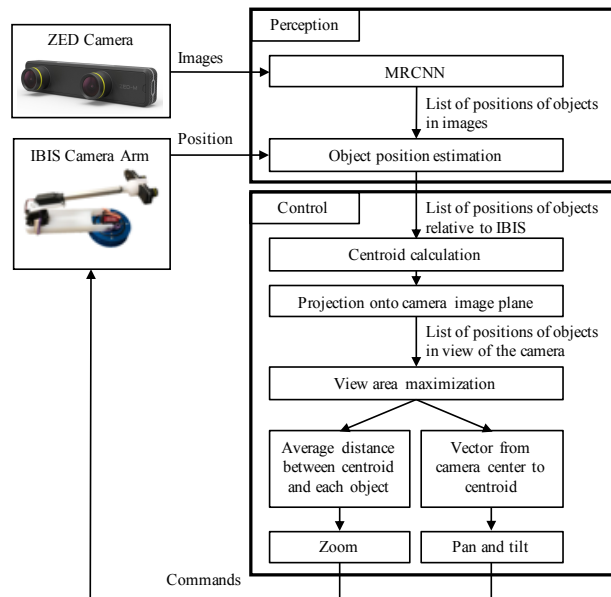 ZED Camera
Images
Perception
MRCNN
List of positions of objects
in images
IBIS Camera Arm
Position
Object position estimation
Control
List of positions of objects
relative to IBIS
Centroid calculation
Projection onto camera image plane
List of positions of objects
in view of the camera
View area maximization
Average distance
between centroid
and each object
Vector from
camera center to
centroid
Zoom
Pan and tilt
Commands